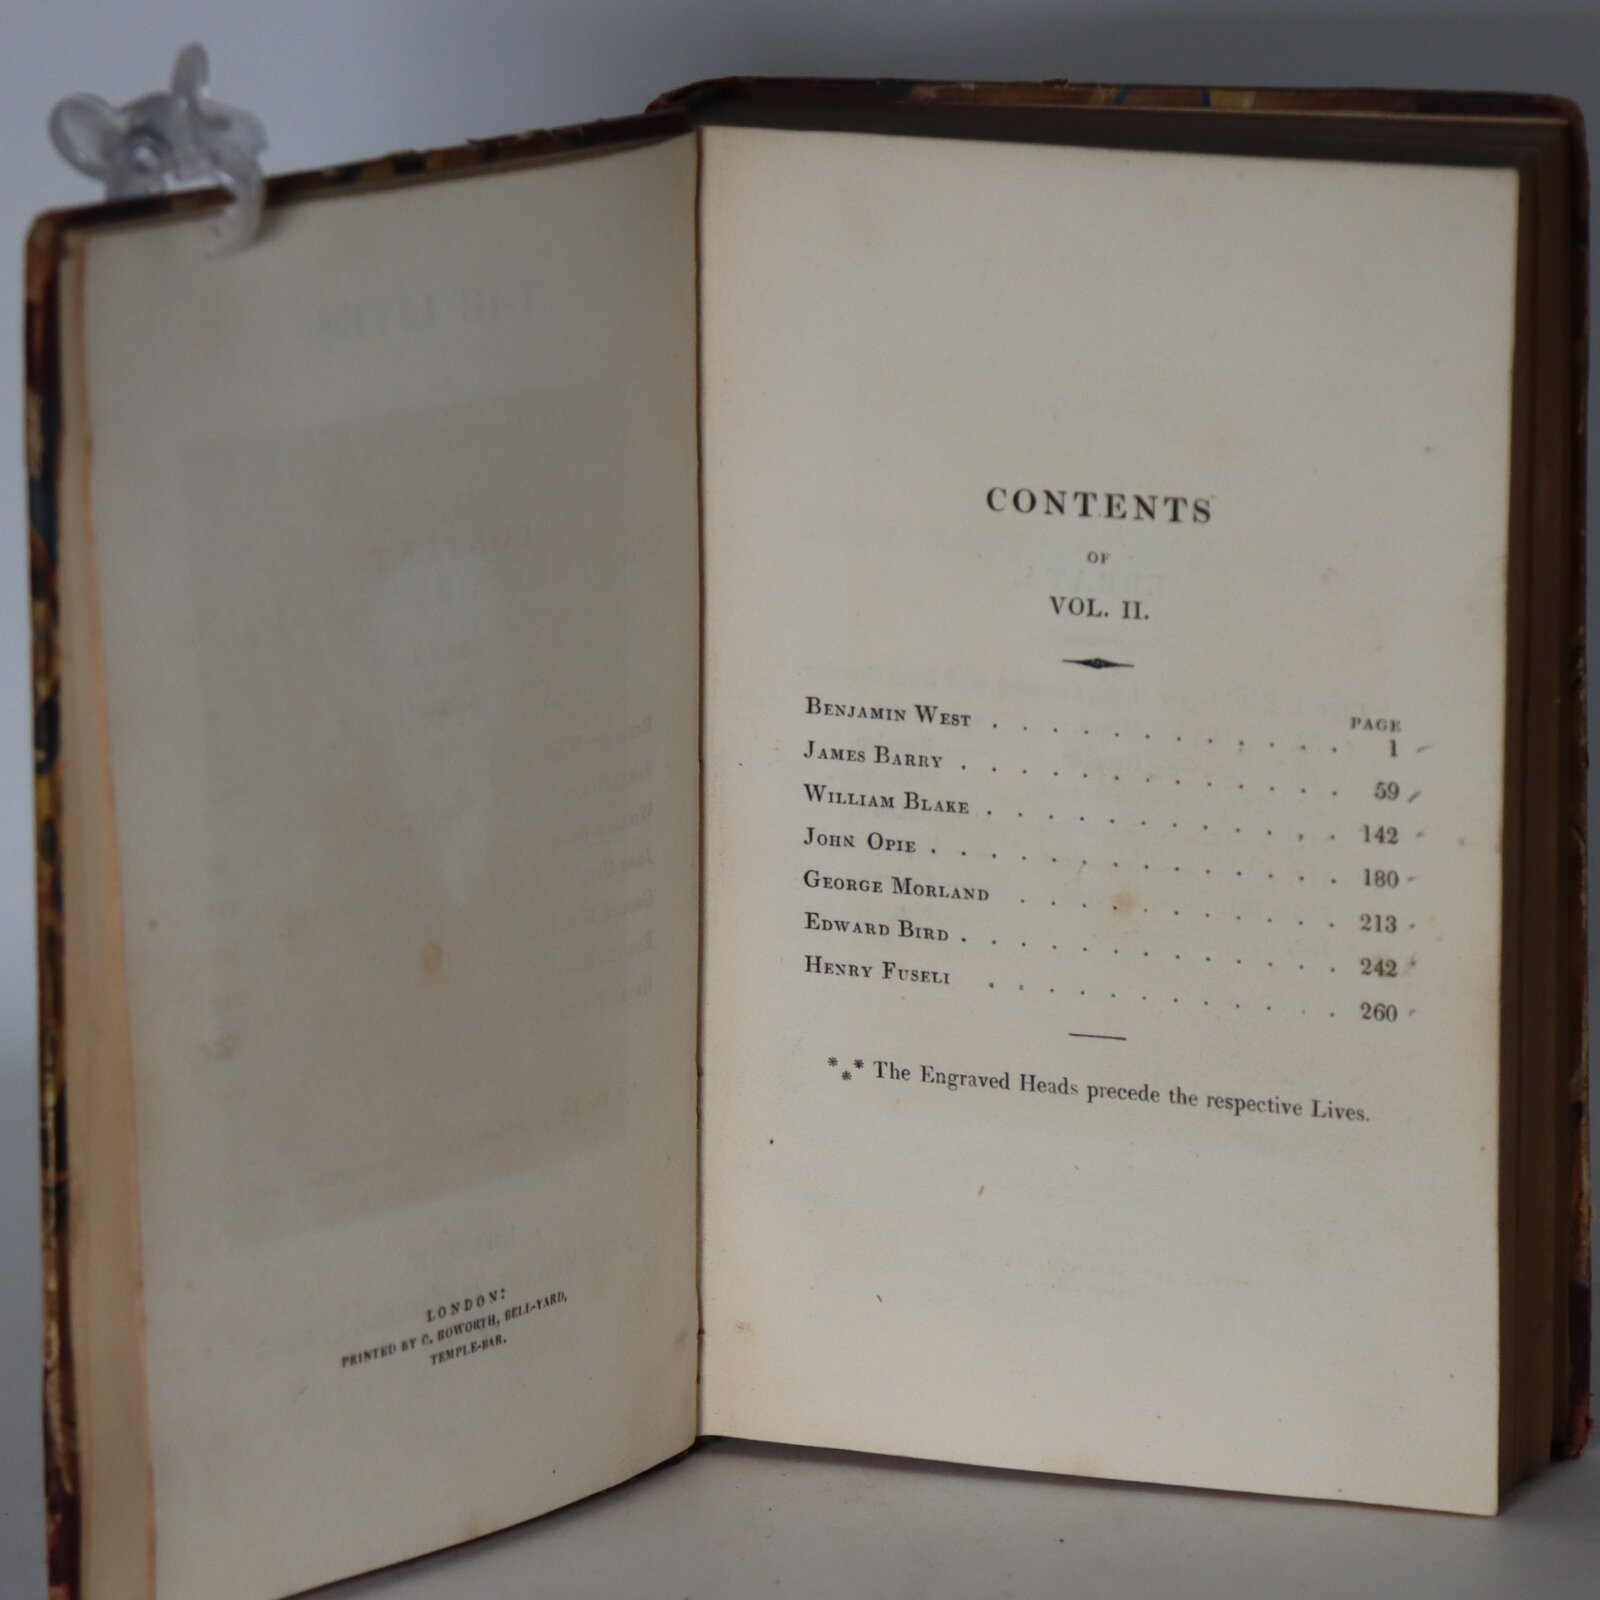 LONDON:
PRINTED BY C. ROWORTH, BELL-YARD,
TEMPLE-BAR.
CONTENTS
OF
VOL. II.
PAGE
BENJAMIN WEST . . . . . . . . . . . . 1
JAMES BARRY . . . . . . . . . . . . . 59
WILLIAM BLAKE . . . . . . . . . . . . 142
JOHN OPIE . . . . . . . . . . . . . . 180
GEORGE MORLAND . . . . . . . . . . . 213
EDWARD BIRD . . . . . . . . . . . . . 242
HENRY FUSELI . . . . . . . . . . . . 260
*⁎* The Engraved Heads precede the respective Lives.